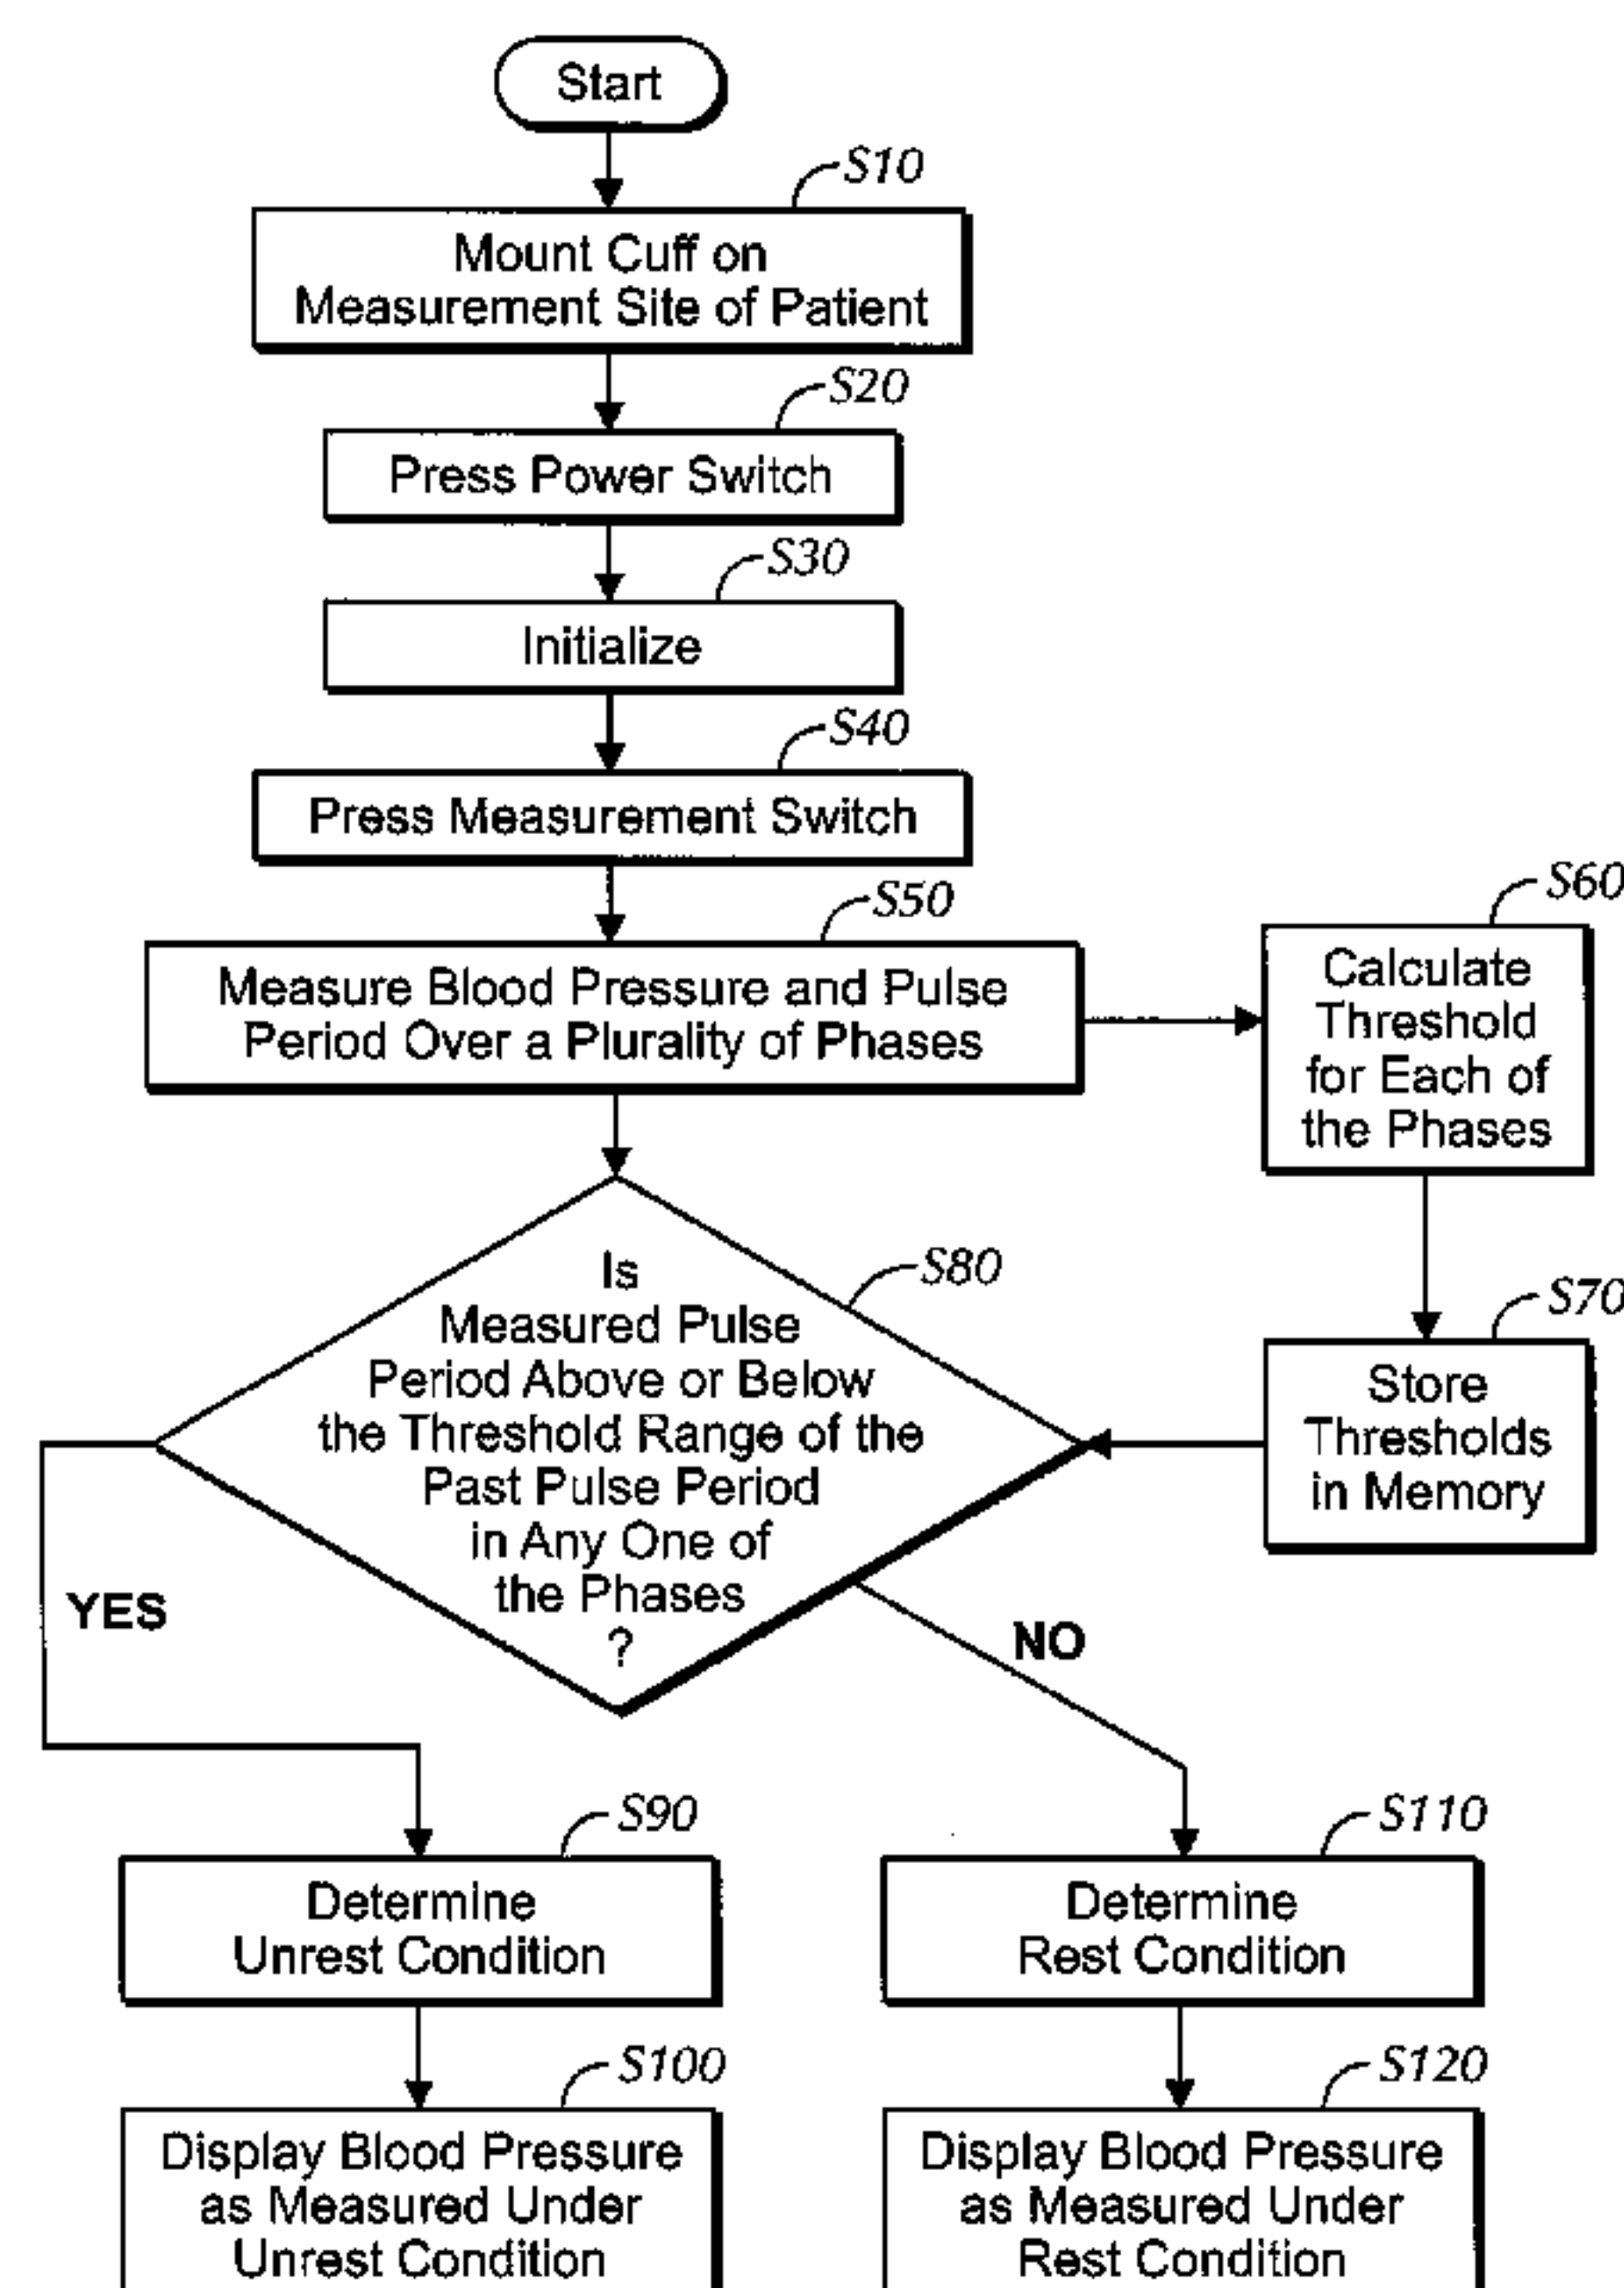 Start
S10
Mount Cuff on
Measurement Site of Patient
S20
Press Power Switch
S30
Initialize
S40
Press Measurement Switch
S50
Measure Blood Pressure and Pulse
Period Over a Plurality of Phases
S60
Calculate
Threshold
for Each of
the Phases
S70
Store
Thresholds
in Memory
S80
Is
Measured Pulse
Period Above or Below
the Threshold Range of the
Past Pulse Period
in Any One of
the Phases
?
YES
NO
S90
Determine
Unrest Condition
S100
Display Blood Pressure
as Measured Under
Unrest Condition
S110
Determine
Rest Condition
S120
Display Blood Pressure
as Measured Under
Rest Condition